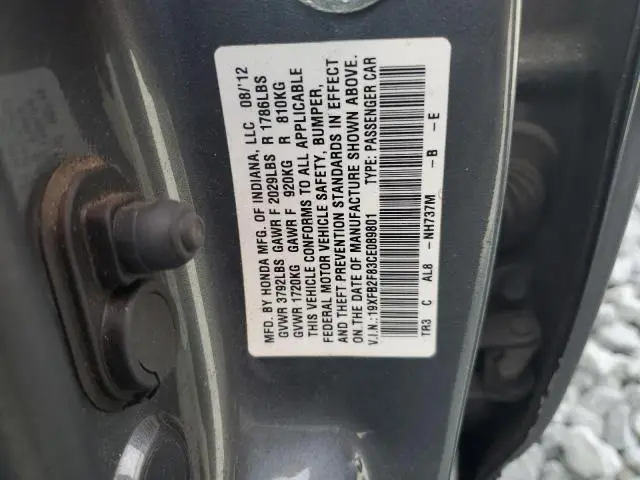 MFD. BY HONDA MFG. OF INDIANA, LLC 08/'12
GVWR 3792LBS GAWR F 2029LBS R 1786LBS
GVWR 1720KG GAWR F 920KG R 810KG
THIS VEHICLE CONFORMS TO ALL APPLICABLE
FEDERAL MOTOR VEHICLE SAFETY, BUMPER,
AND THEFT PREVENTION STANDARDS IN EFFECT
ON THE DATE OF MANUFACTURE SHOWN ABOVE.
V.I.N.:19XFB2F83CE089801 TYPE: PASSENGER CAR
TR3 C AL8 -NH737M -B -E